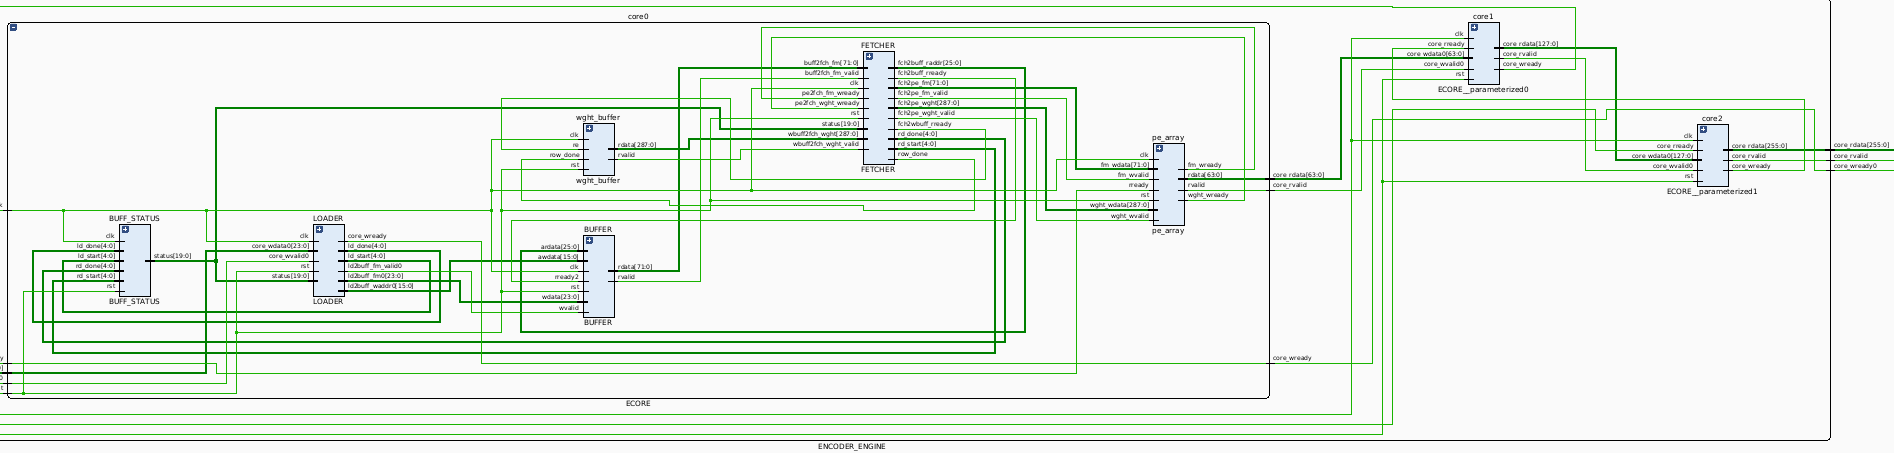 core0
FETCHER
buff2fch_fm[71:0]
buff2fch_fm_valid
clk
pe2fch_fm_wready
pe2fch_wght_wready
rst
status[19:0]
wbuff2fch_wght[287:0]
wbuff2fch_wght_valid
fch2buff_raddr[25:0]
fch2buff_rready
fch2pe_fm[71:0]
fch2pe_fm_valid
fch2pe_wght[287:0]
fch2pe_wght_valid
fch2wbuff_rready
rd_done[4:0]
rd_start[4:0]
row_done
FETCHER
wght_buffer
clk
re
row_done
rst
rdata[287:0]
rvalid
wght_buffer
pe_array
clk
fm_wdata[71:0]
fm_wvalid
rready
rst
wght_wdata[287:0]
wght_wvalid
fm_wready
rdata[63:0]
rvalid
wght_wready
pe_array
BUFF_STATUS
clk
ld_done[4:0]
ld_start[4:0]
rd_done[4:0]
rd_start[4:0]
rst
status[19:0]
BUFF_STATUS
LOADER
clk
core_wdata0[23:0]
core_wvalid0
rst
status[19:0]
core_wready
ld_done[4:0]
ld_start[4:0]
ld2buff_fm_valid0
ld2buff_fm0[23:0]
ld2buff_waddr0[15:0]
LOADER
BUFFER
ardata[25:0]
awdata[15:0]
clk
rready2
rst
wdata[23:0]
wvalid
rdata[71:0]
rvalid
BUFFER
core_rdata[63:0]
core_rvalid
core_wready
ECORE
core1
clk
core_rready
core_wdata0[63:0]
core_wvalid0
rst
core_rdata[127:0]
core_rvalid
core_wready
ECORE__parameterized0
core2
clk
core_rready
core_wdata0[127:0]
core_wvalid0
rst
core_rdata[255:0]
core_rvalid
core_wready
ECORE__parameterized1
core_rdata[255:0]
core_rvalid
core_wready0
ENCODER_ENGINE